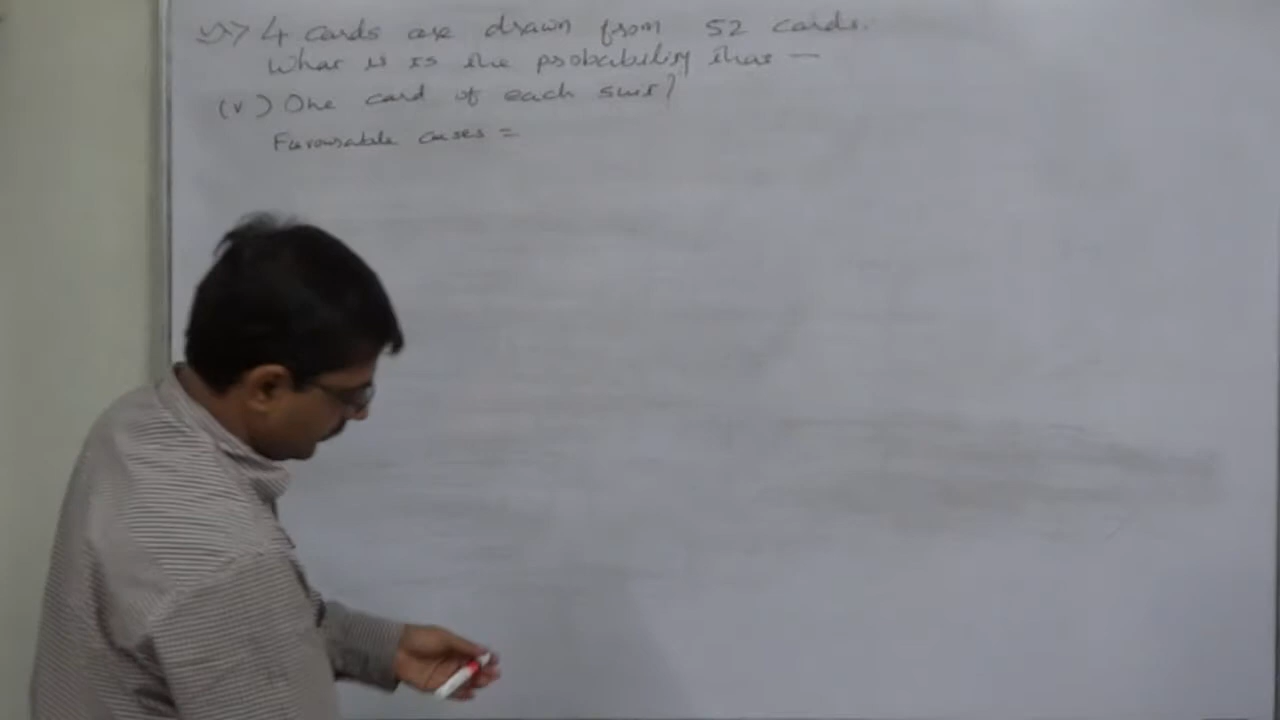 4 cards are drawn from 52 cards.
What is is the probability that —
(v) One card of each suit?
Favourable cases =